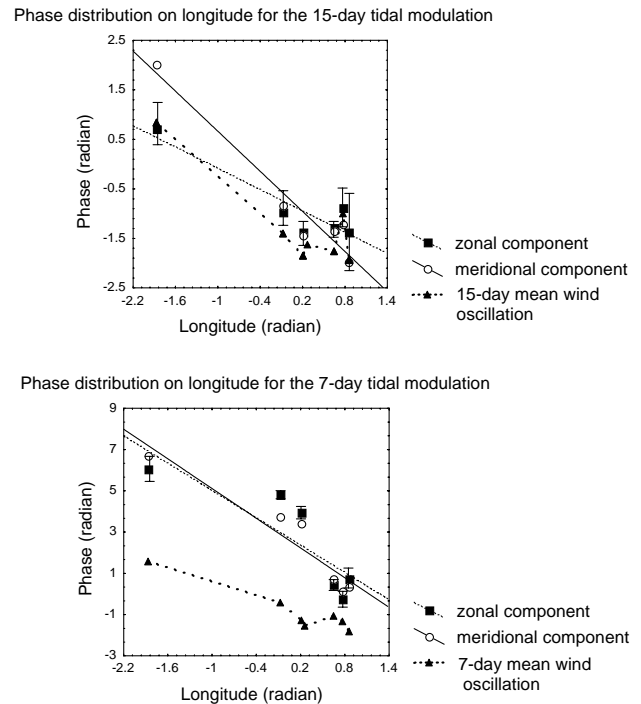 Phase distribution on longitude for the 15-day tidal modulation
2.5
1.5
0.5
-0.5
-1.5
-2.5
Phase (radian)
-2.2 -1.6 -1 -0.4 0.2 0.8 1.4
Longitude (radian)
zonal component
meridional component
15-day mean wind
oscillation
Phase distribution on longitude for the 7-day tidal modulation
9
7
5
3
1
-1
-3
Phase (radian)
-2.2 -1.6 -1 -0.4 0.2 0.8 1.4
Longitude (radian)
zonal component
meridional component
7-day mean wind
oscillation